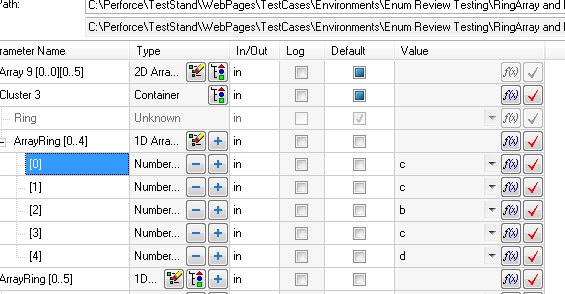 Path: C:\Perforce\TestStand\WebPages\TestCases\Environments\Enum Review Testing\RingArray and
C:\Perforce\TestStand\WebPages\TestCases\Environments\Enum Review Testing\RingArray and
arameter Name Type In/Out Log Default Value
Array 9 [0..0][0..5] 2D Arra... in f(x)
Cluster 3 Container in f(x)
Ring Unknown in f(x)
ArrayRing [0..4] 1D Arra... in f(x)
[0] Number... in c f(x)
[1] Number... in c f(x)
[2] Number... in b f(x)
[3] Number... in c f(x)
[4] Number... in d f(x)
ArrayRing [0..5] 1D... in f(x)